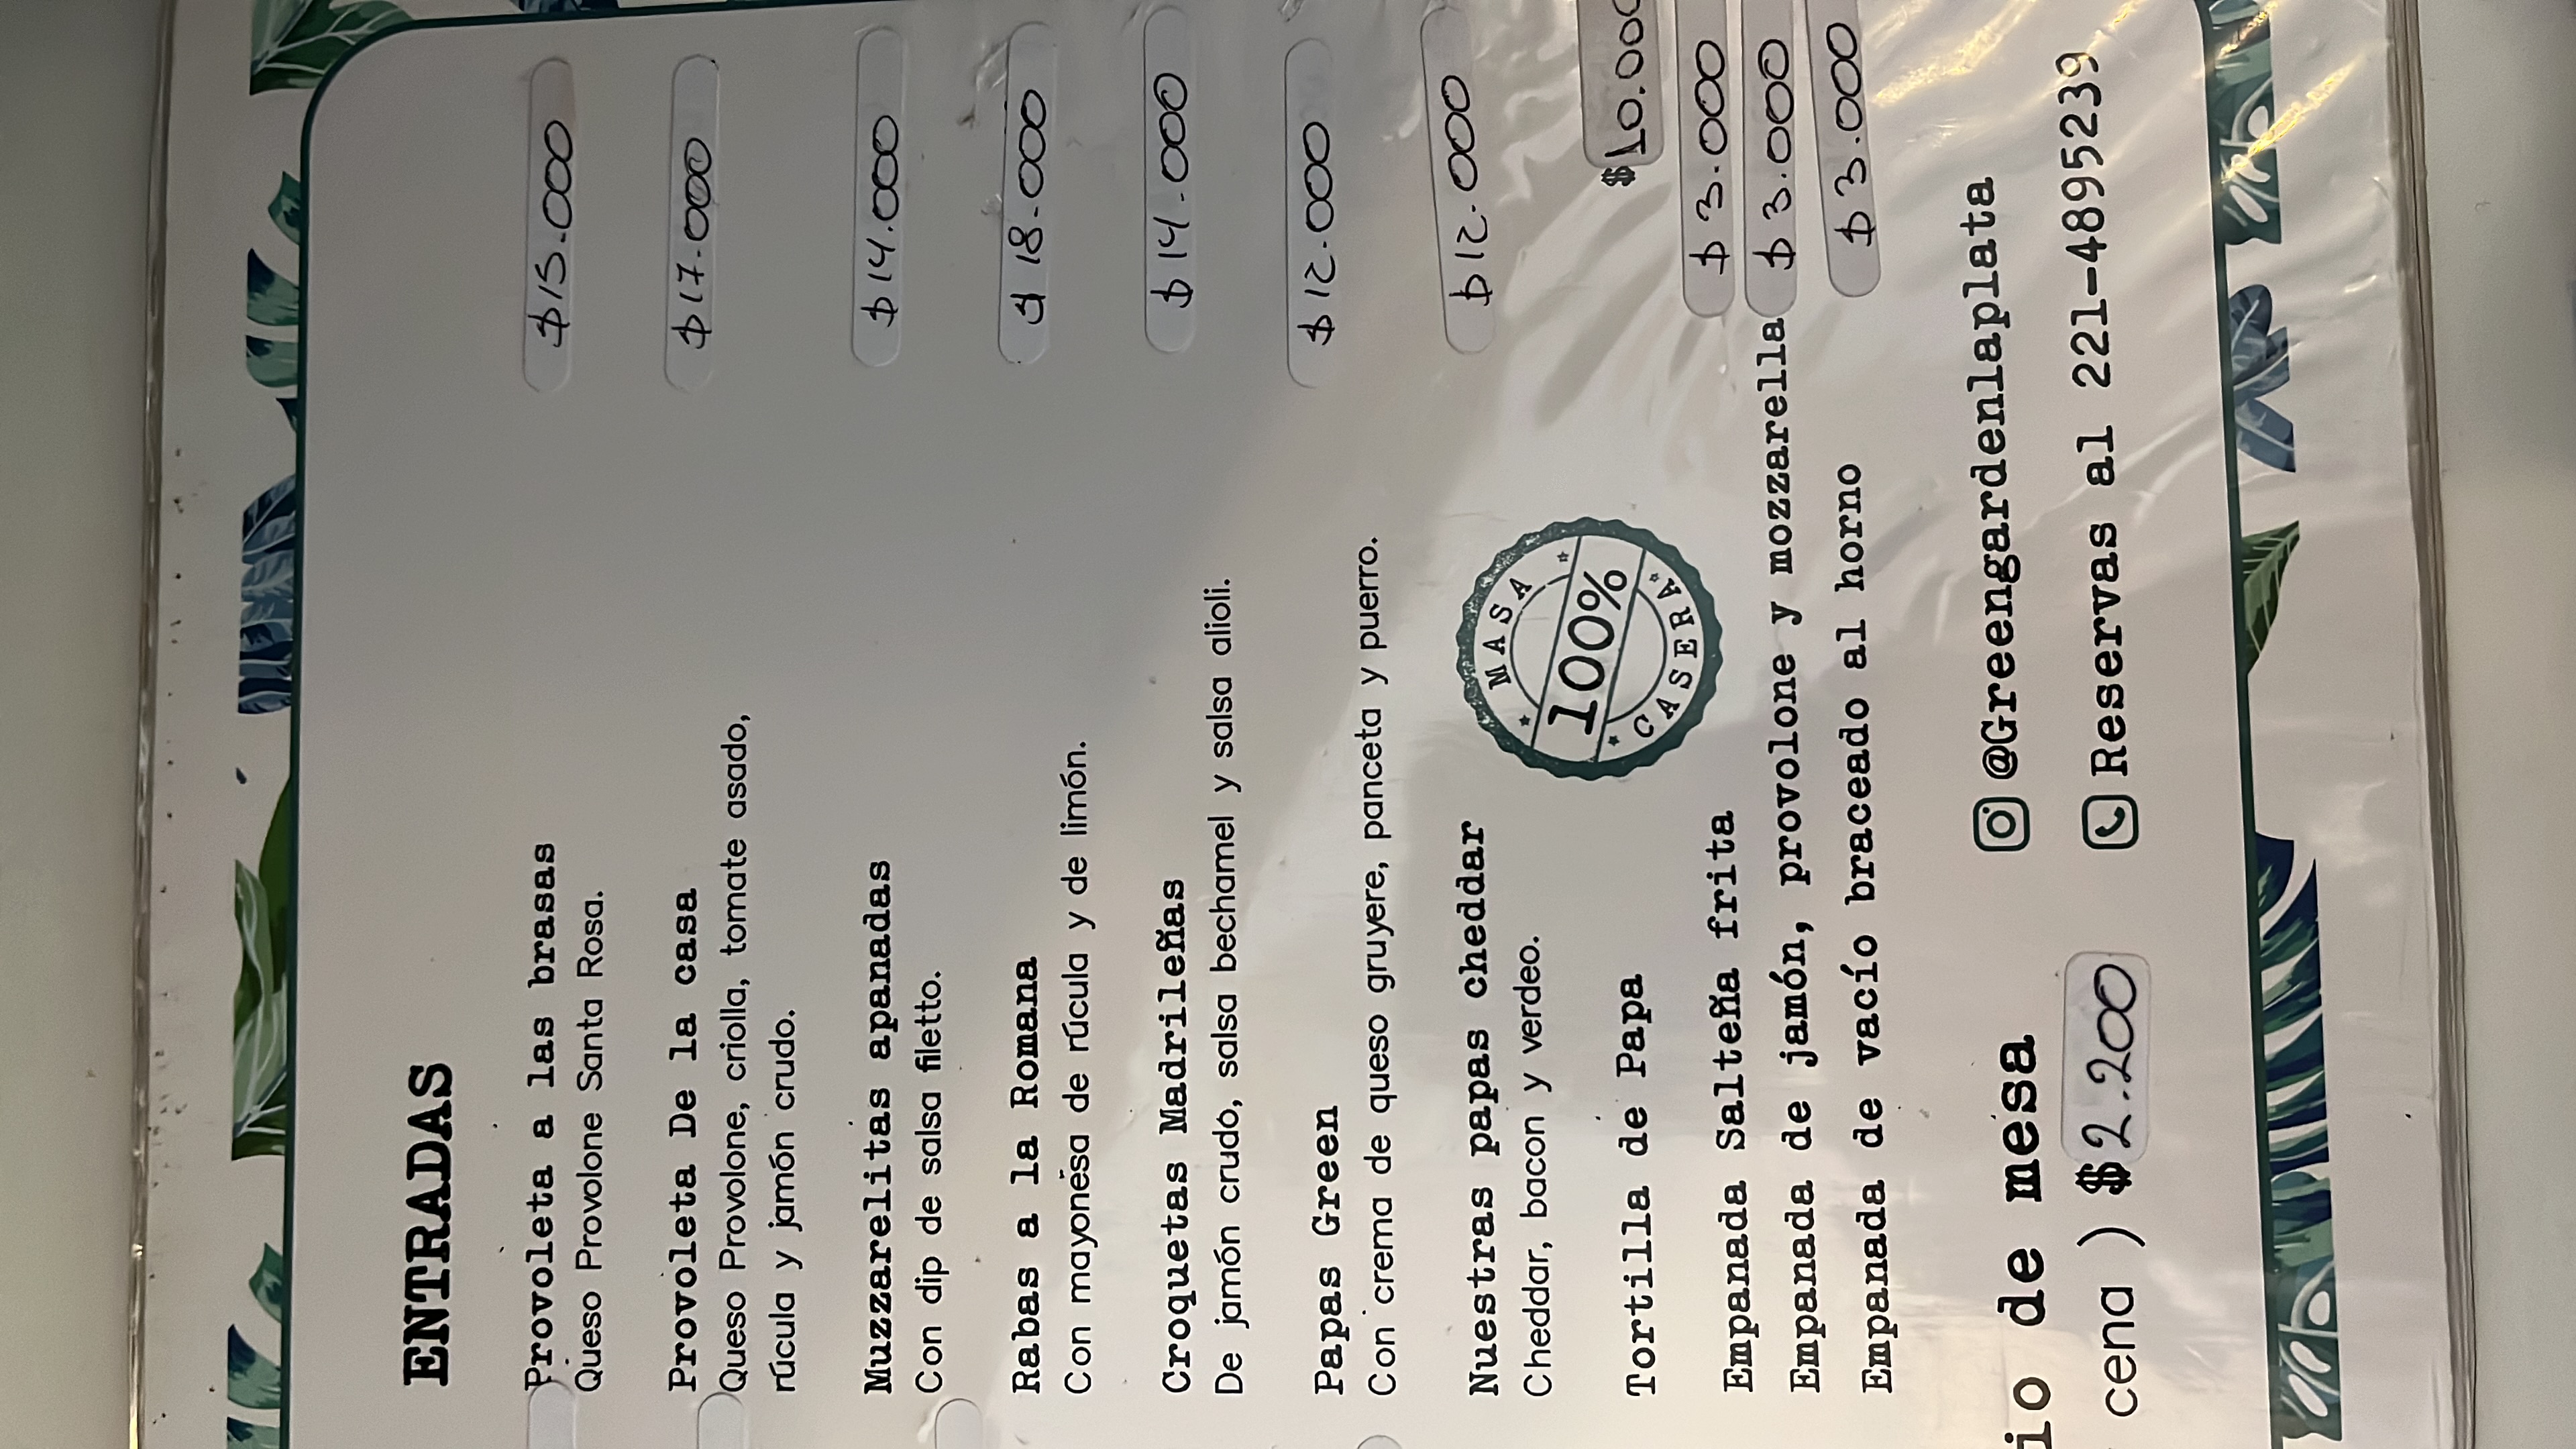 ENTRADAS
Provoleta a las brasas $15.000
Queso Provolone Santa Rosa.
Provoleta De la casa $17.000
Queso Provolone, criolla, tomate asado,
rúcula y jamón crudo.
Muzzarelitas apanadas $14.000
Con dip de salsa filetto.
Rabas a la Romana $18.000
Con mayonesa de rúcula y de limón.
Croquetas Madrileñas $14.000
De jamón crudo, salsa bechamel y salsa alioli.
Papas Green $12.000
Con crema de queso gruyere, panceta y puerro.
Nuestras papas cheddar $12.000
Cheddar, bacon y verdeo.
MASA
100%
CASERA
Tortilla de Papa $10.000
Empanada Salteña frita $3.000
Empanada de jamón, provolone y mozzarella $3.000
Empanada de vacío braceado al horno $3.000
io de mesa
cena ) $2.200
@Greengardenlaplata
Reservas al 221-4895239